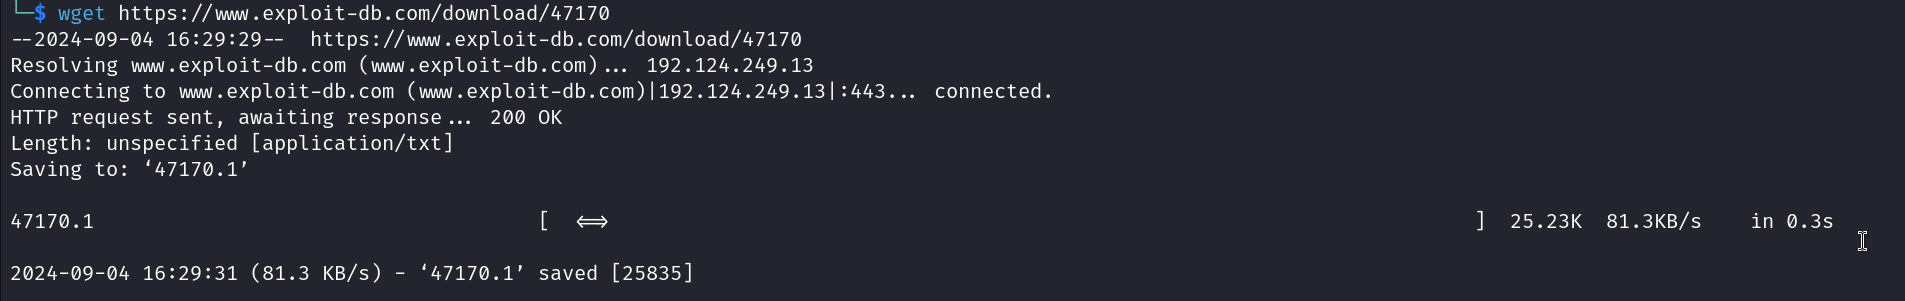 └─$ wget https://www.exploit-db.com/download/47170
--2024-09-04 16:29:29--  https://www.exploit-db.com/download/47170
Resolving www.exploit-db.com (www.exploit-db.com)... 192.124.249.13
Connecting to www.exploit-db.com (www.exploit-db.com)|192.124.249.13|:443... connected.
HTTP request sent, awaiting response... 200 OK
Length: unspecified [application/txt]
Saving to: ‘47170.1’
47170.1 [ <=> ] 25.23K 81.3KB/s in 0.3s
2024-09-04 16:29:31 (81.3 KB/s) - ‘47170.1’ saved [25835]